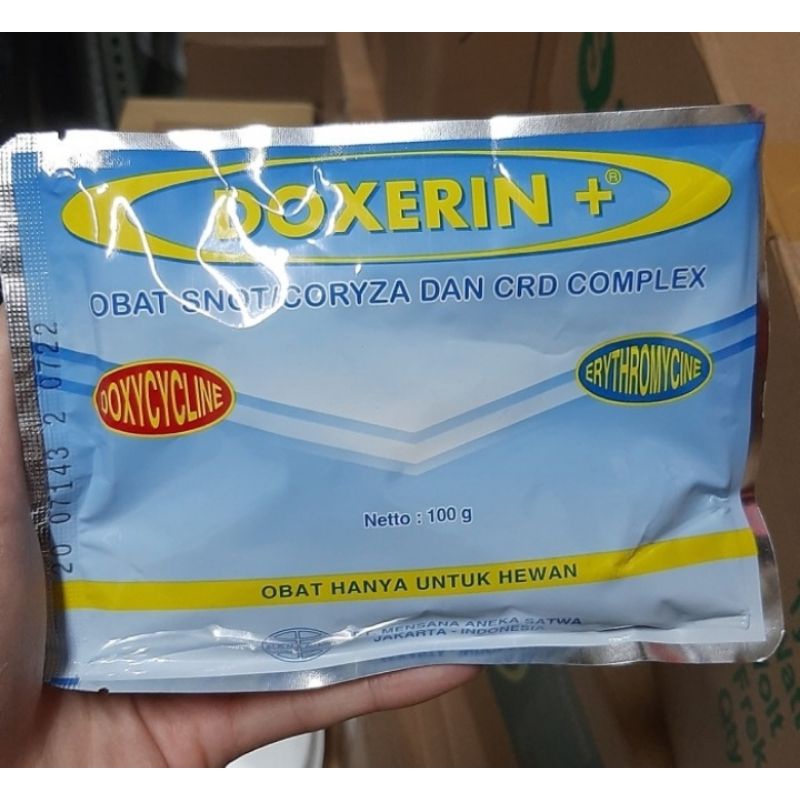 DOXERIN +®
OBAT SNOT/CORYZA DAN CRD COMPLEX
DOXYCYCLINE
ERYTHROMYCINE
Netto : 100 g
OBAT HANYA UNTUK HEWAN
PT. MENSANA ANEKA SATWA
JAKARTA - INDONESIA
20 07143 2 0722